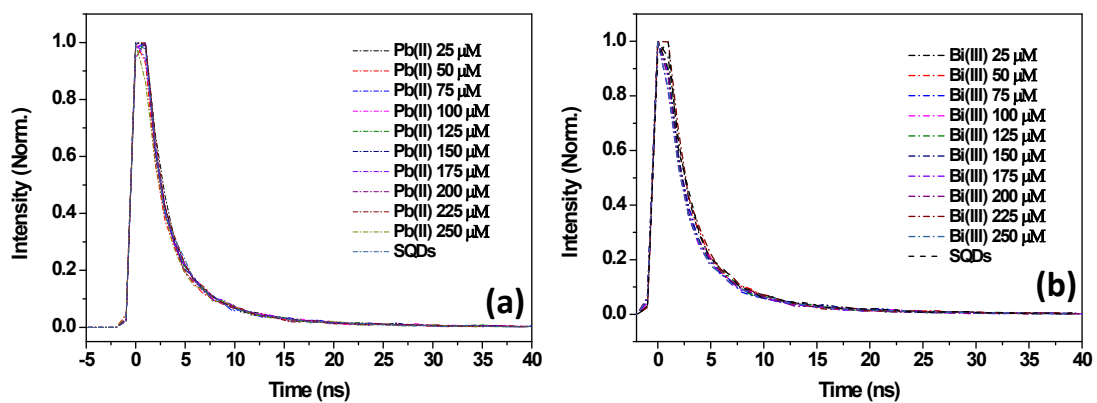 1.0
0.8
0.6
0.4
0.2
0.0
Intensity (Norm.)
Pb(II) 25 μM
Pb(II) 50 μM
Pb(II) 75 μM
Pb(II) 100 μM
Pb(II) 125 μM
Pb(II) 150 μM
Pb(II) 175 μM
Pb(II) 200 μM
Pb(II) 225 μM
Pb(II) 250 μM
SQDs
(a)
-5 0 5 10 15 20 25 30 35 40
Time (ns)
1.0
0.8
0.6
0.4
0.2
0.0
Intensity (Norm.)
Bi(III) 25 μM
Bi(III) 50 μM
Bi(III) 75 μM
Bi(III) 100 μM
Bi(III) 125 μM
Bi(III) 150 μM
Bi(III) 175 μM
Bi(III) 200 μM
Bi(III) 225 μM
Bi(III) 250 μM
SQDs
(b)
0 5 10 15 20 25 30 35 40
Time (ns)